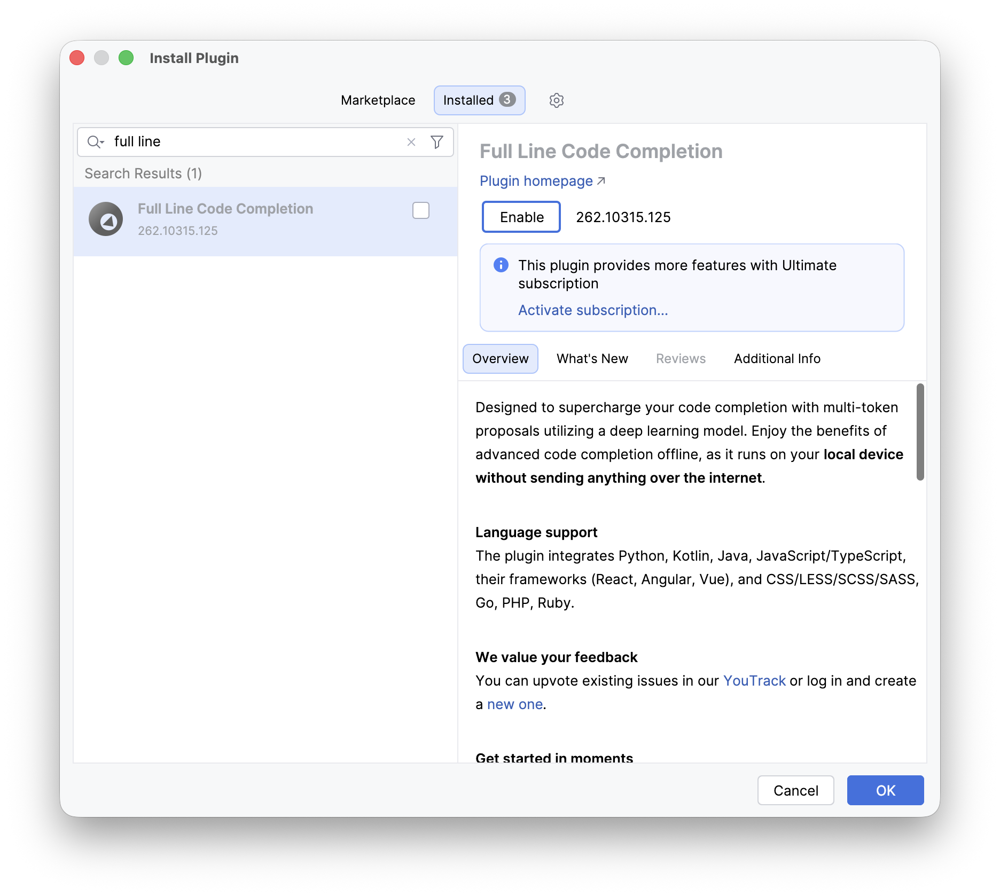 Install Plugin
Marketplace
Installed 3
full line
Search Results (1)
Full Line Code Completion
262.10315.125
Full Line Code Completion
Plugin homepage
Enable
262.10315.125
This plugin provides more features with Ultimate
subscription
Activate subscription...
Overview
What's New
Reviews
Additional Info
Designed to supercharge your code completion with multi-token
proposals utilizing a deep learning model. Enjoy the benefits of
advanced code completion offline, as it runs on your local device
without sending anything over the internet.
Language support
The plugin integrates Python, Kotlin, Java, JavaScript/TypeScript,
their frameworks (React, Angular, Vue), and CSS/LESS/SCSS/SASS,
Go, PHP, Ruby.
We value your feedback
You can upvote existing issues in our YouTrack or log in and create
a new one.
Get started in moments
Cancel
OK